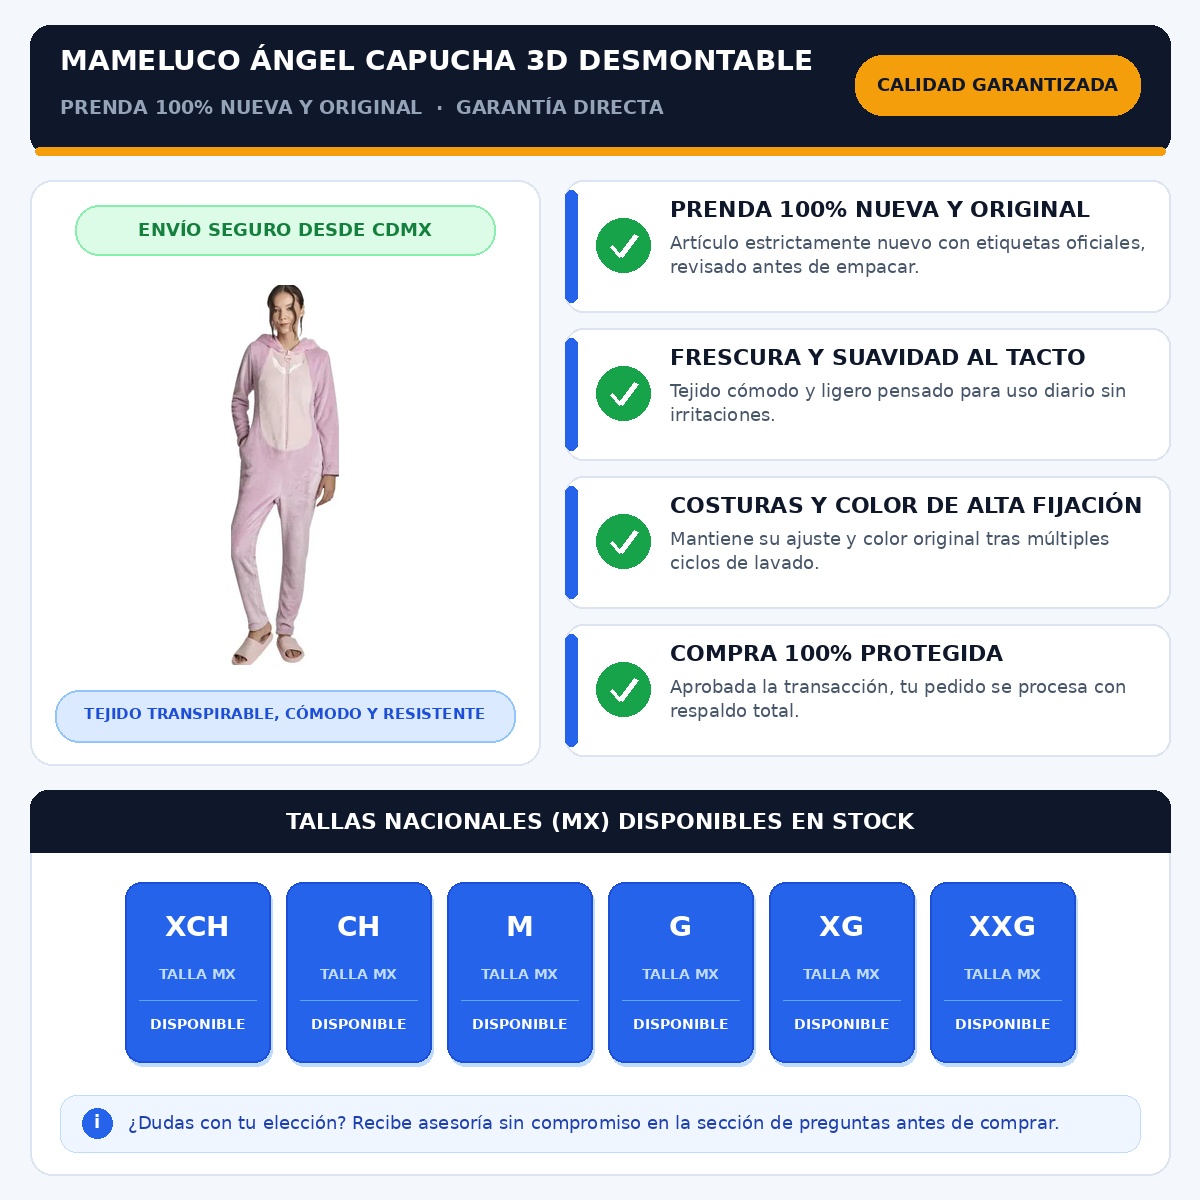 MAMELUCO ÁNGEL CAPUCHA 3D DESMONTABLE
PRENDA 100% NUEVA Y ORIGINAL · GARANTÍA DIRECTA
CALIDAD GARANTIZADA
ENVÍO SEGURO DESDE CDMX
TEJIDO TRANSPIRABLE, CÓMODO Y RESISTENTE
PRENDA 100% NUEVA Y ORIGINAL
Artículo estrictamente nuevo con etiquetas oficiales,
revisado antes de empacar.
FRESCURA Y SUAVIDAD AL TACTO
Tejido cómodo y ligero pensado para uso diario sin
irritaciones.
COSTURAS Y COLOR DE ALTA FIJACIÓN
Mantiene su ajuste y color original tras múltiples
ciclos de lavado.
COMPRA 100% PROTEGIDA
Aprobada la transacción, tu pedido se procesa con
respaldo total.
TALLAS NACIONALES (MX) DISPONIBLES EN STOCK
XCH
TALLA MX
DISPONIBLE
CH
TALLA MX
DISPONIBLE
M
TALLA MX
DISPONIBLE
G
TALLA MX
DISPONIBLE
XG
TALLA MX
DISPONIBLE
XXG
TALLA MX
DISPONIBLE
i
¿Dudas con tu elección? Recibe asesoría sin compromiso en la sección de preguntas antes de comprar.